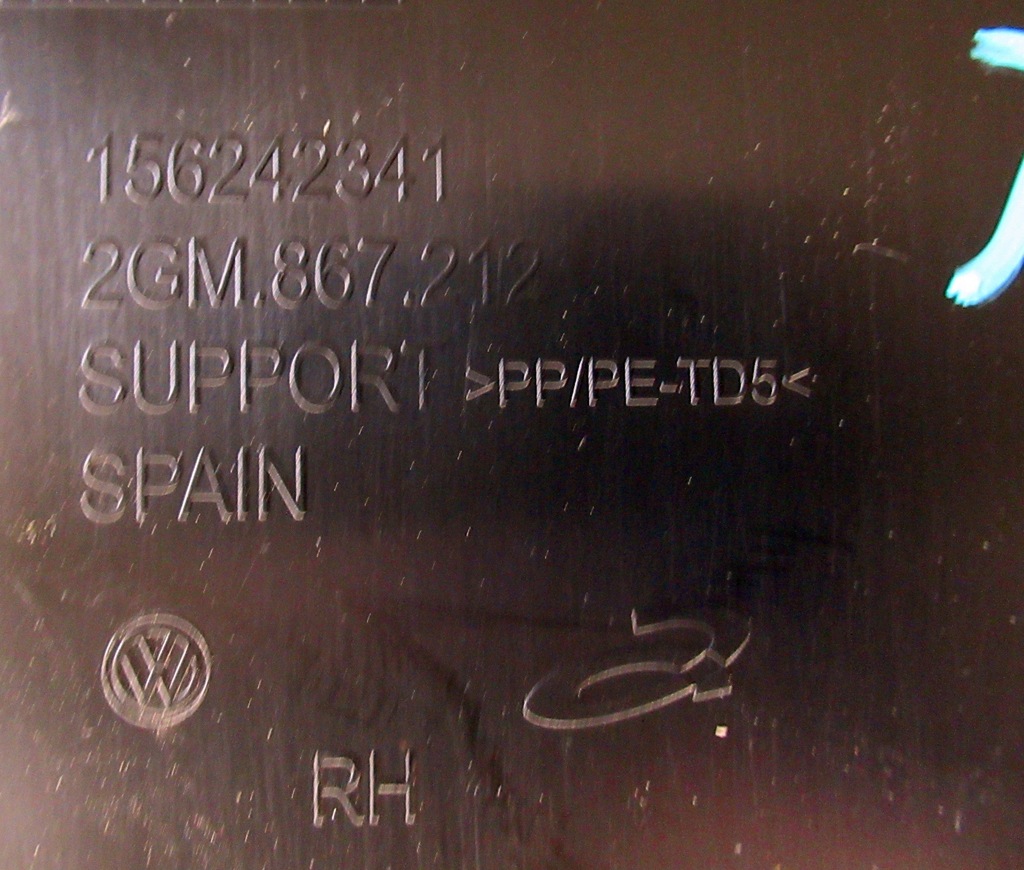 156242341
2GM.867.212
SUPPORT >PP/PE-TD5<
SPAIN
RH